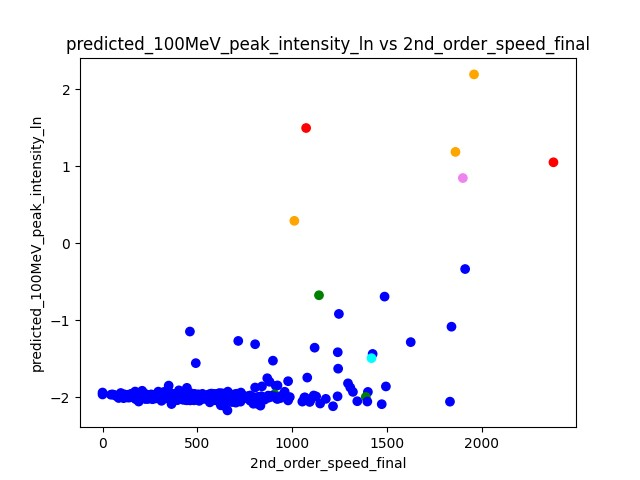 predicted_100MeV_peak_intensity_ln vs 2nd_order_speed_final
predicted_100MeV_peak_intensity_ln
2
1
0
−1
−2
0 500 1000 1500 2000
2nd_order_speed_final